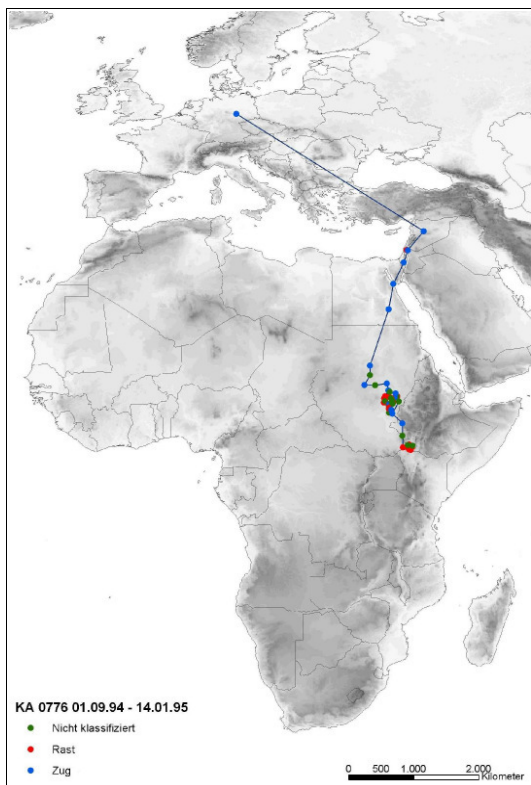 KA 0776 01.09.94 - 14.01.95
Nicht klassifiziert
Rast
Zug
0 500 1.000 2.000
Kilometer